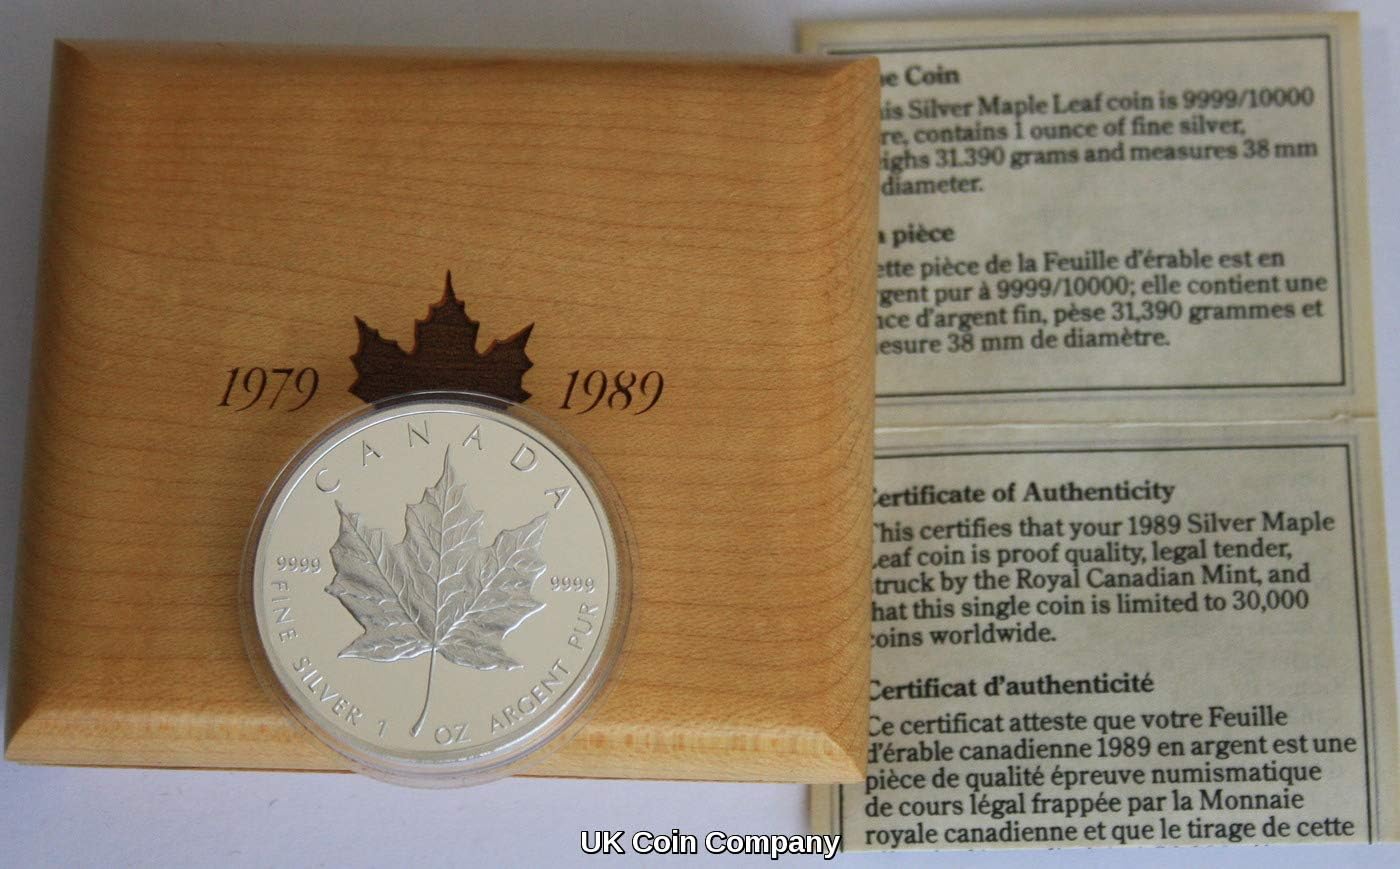 1979 1989
CANADA
9999 9999
FINE SILVER 1 OZ ARGENT PUR
e Coin
is Silver Maple Leaf coin is 9999/10000
re, contains 1 ounce of fine silver,
ighs 31.390 grams and measures 38 mm
diameter.
pièce
ette pièce de la Feuille d'érable est en
gent pur à 9999/10000; elle contient une
nce d'argent fin, pèse 31,390 grammes et
esure 38 mm de diamètre.
Certificate of Authenticity
This certifies that your 1989 Silver Maple
Leaf coin is proof quality, legal tender,
truck by the Royal Canadian Mint, and
hat this single coin is limited to 30,000
coins worldwide.
Certificat d'authenticité
Ce certificat atteste que votre Feuille
d'érable canadienne 1989 en argent est une
pièce de qualité épreuve numismatique
de cours légal frappée par la Monnaie
royale canadienne et que le tirage de cette
UK Coin Company